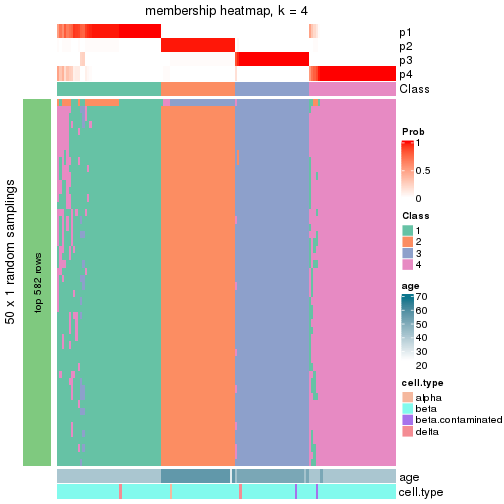 membership heatmap, k = 4
p1
p2
p3
p4
Class
50 x 1 random samplings
top 582 rows
Prob
1
0.5
0
Class
1
2
3
4
age
70
60
50
40
30
20
cell.type
alpha
beta
beta.contaminated
delta
age
cell.type